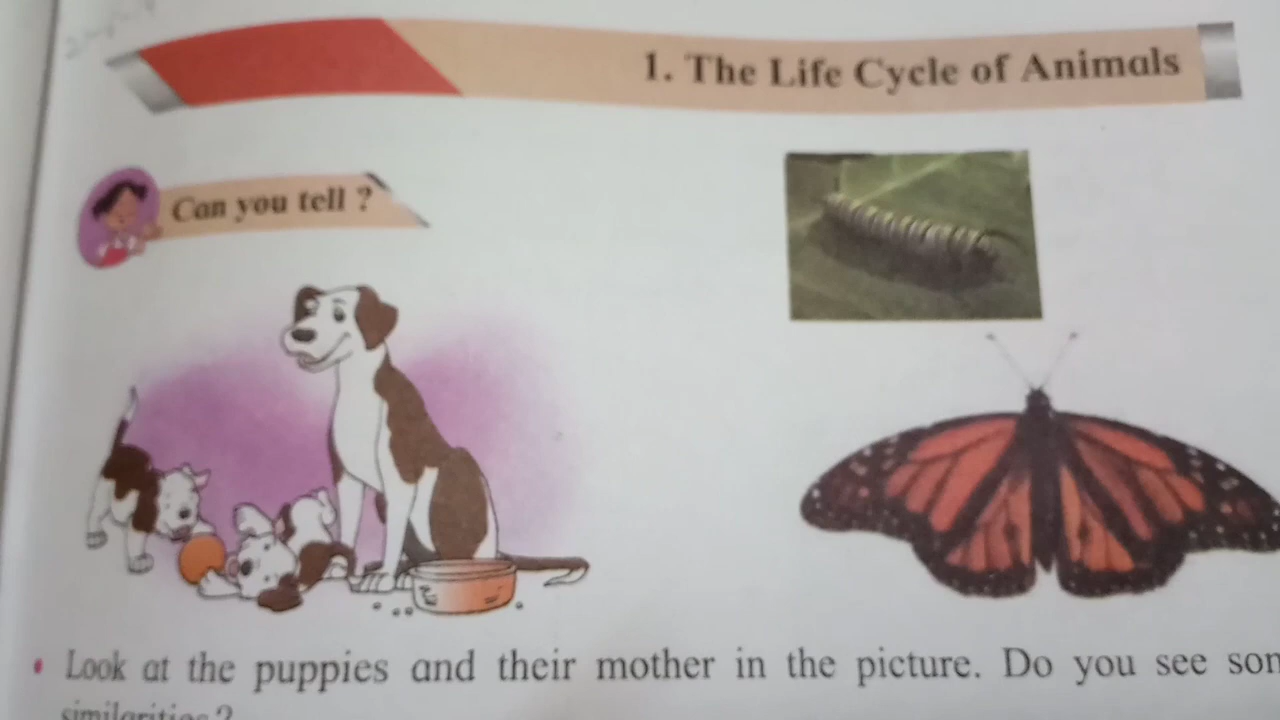 1. The Life Cycle of Animals
Can you tell ?
• Look at the puppies and their mother in the picture. Do you see
similarities ?